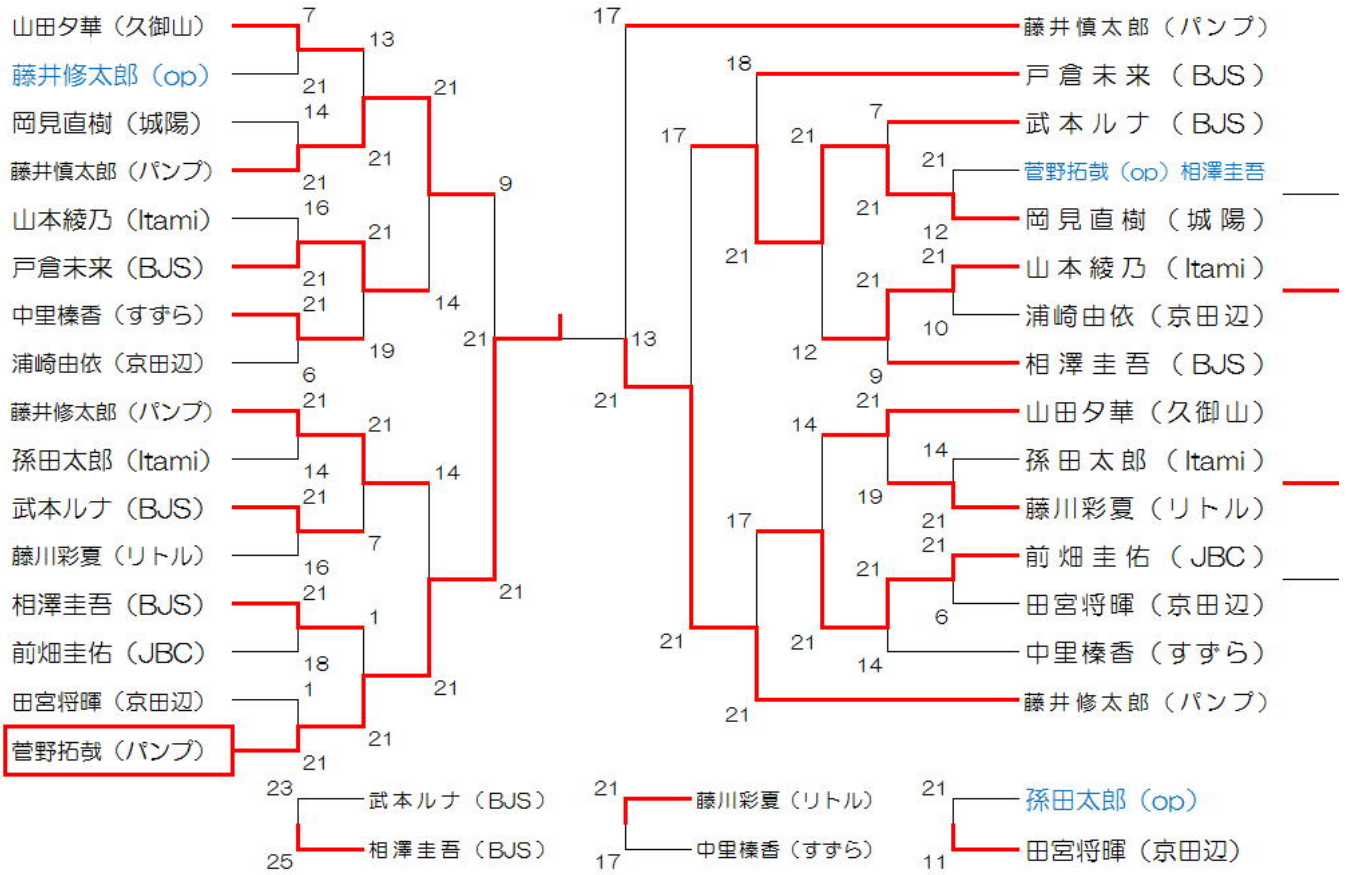 山田夕華（久御山）
7
藤井修太郎（op）
21
13
岡見直樹（城陽）
14
藤井慎太郎（パンプ）
21
21
21
山本綾乃（Itami）
16
戸倉未来（BJS）
21
21
中里榛香（すずら）
21
浦崎由依（京田辺）
6
19
14
9
藤井修太郎（パンプ）
21
孫田太郎（Itami）
14
21
武本ルナ（BJS）
21
藤川彩夏（リトル）
16
7
14
相澤圭吾（BJS）
21
前畑圭佑（JBC）
18
1
田宮将暉（京田辺）
1
菅野拓哉（パンプ）
21
21
21
21
21
17
藤井慎太郎（パンプ）
18
戸倉未来（BJS）
7
武本ルナ（BJS）
21
菅野拓哉（op）相澤圭吾
12
岡見直樹（城陽）
21
21
17
21
山本綾乃（Itami）
10
浦崎由依（京田辺）
21
9
相澤圭吾（BJS）
12
21
13
21
21
山田夕華（久御山）
14
孫田太郎（Itami）
21
藤川彩夏（リトル）
19
14
17
21
前畑圭佑（JBC）
6
田宮将暉（京田辺）
21
14
中里榛香（すずら）
21
21
21
藤井修太郎（パンプ）
23
武本ルナ（BJS）
25
相澤圭吾（BJS）
21
藤川彩夏（リトル）
17
中里榛香（すずら）
21
孫田太郎（op）
11
田宮将暉（京田辺）